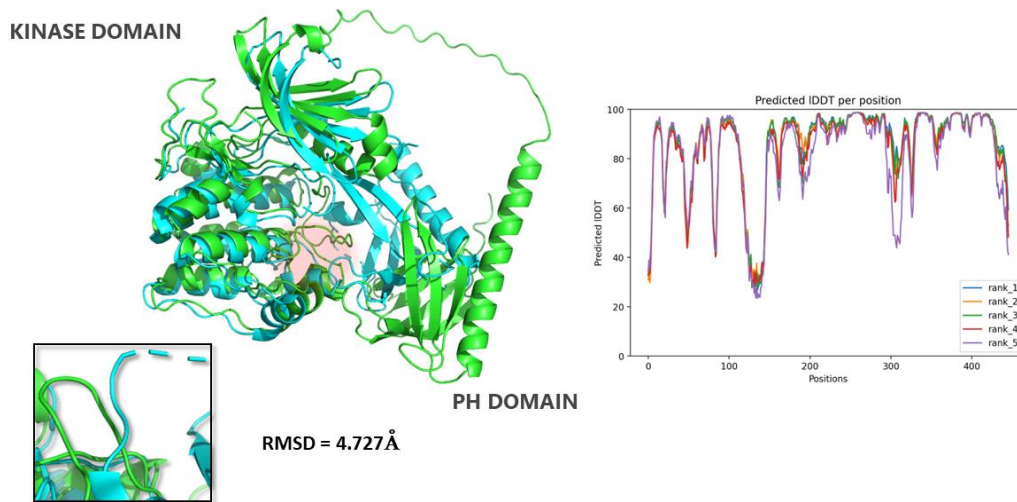 KINASE DOMAIN
PH DOMAIN
RMSD = 4.727Å
Predicted lDDT per position
Predicted lDDT
100
80
60
40
20
0
0
100
200
300
400
Positions
rank_1
rank_2
rank_3
rank_4
rank_5